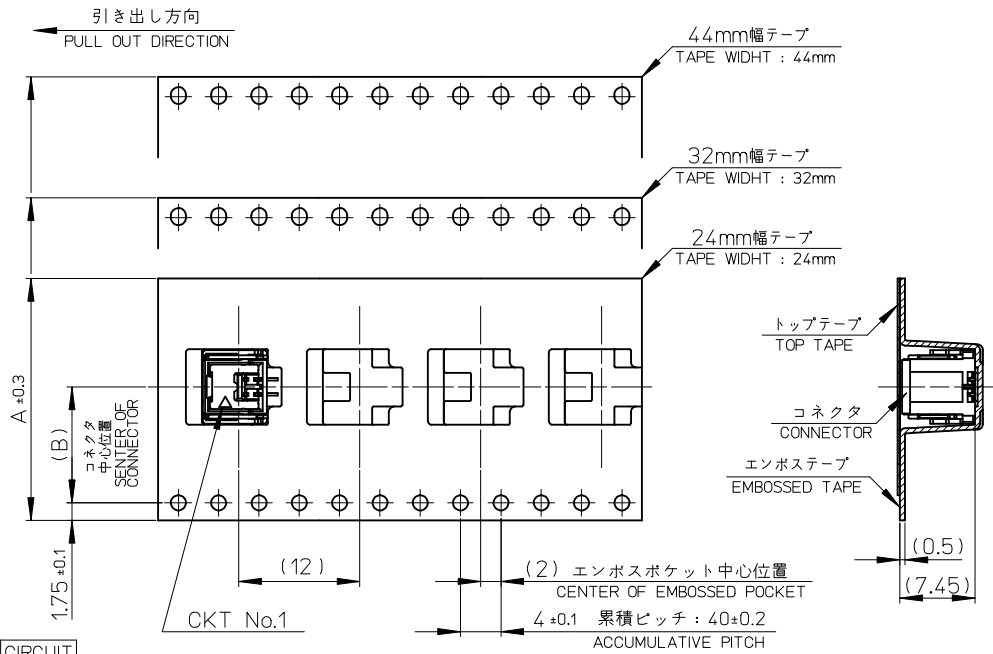 引き出し方向
PULL OUT DIRECTION
44mm幅テープ
TAPE WIDHT : 44mm
32mm幅テープ
TAPE WIDHT : 32mm
24mm幅テープ
TAPE WIDHT : 24mm
トップテープ
TOP TAPE
コネクタ
CONNECTOR
エンボステープ
EMBOSSED TAPE
A ±0.3
(B)
コネクタ
中心位置
SENTER OF
CONNECTOR
1.75 ±0.1
(12)
(2) エンボスポケット中心位置
CENTER OF EMBOSSED POCKET
4 ±0.1 累積ピッチ : 40±0.2
ACCUMULATIVE PITCH
(0.5)
(7.45)
CKT No.1
CIRCUIT